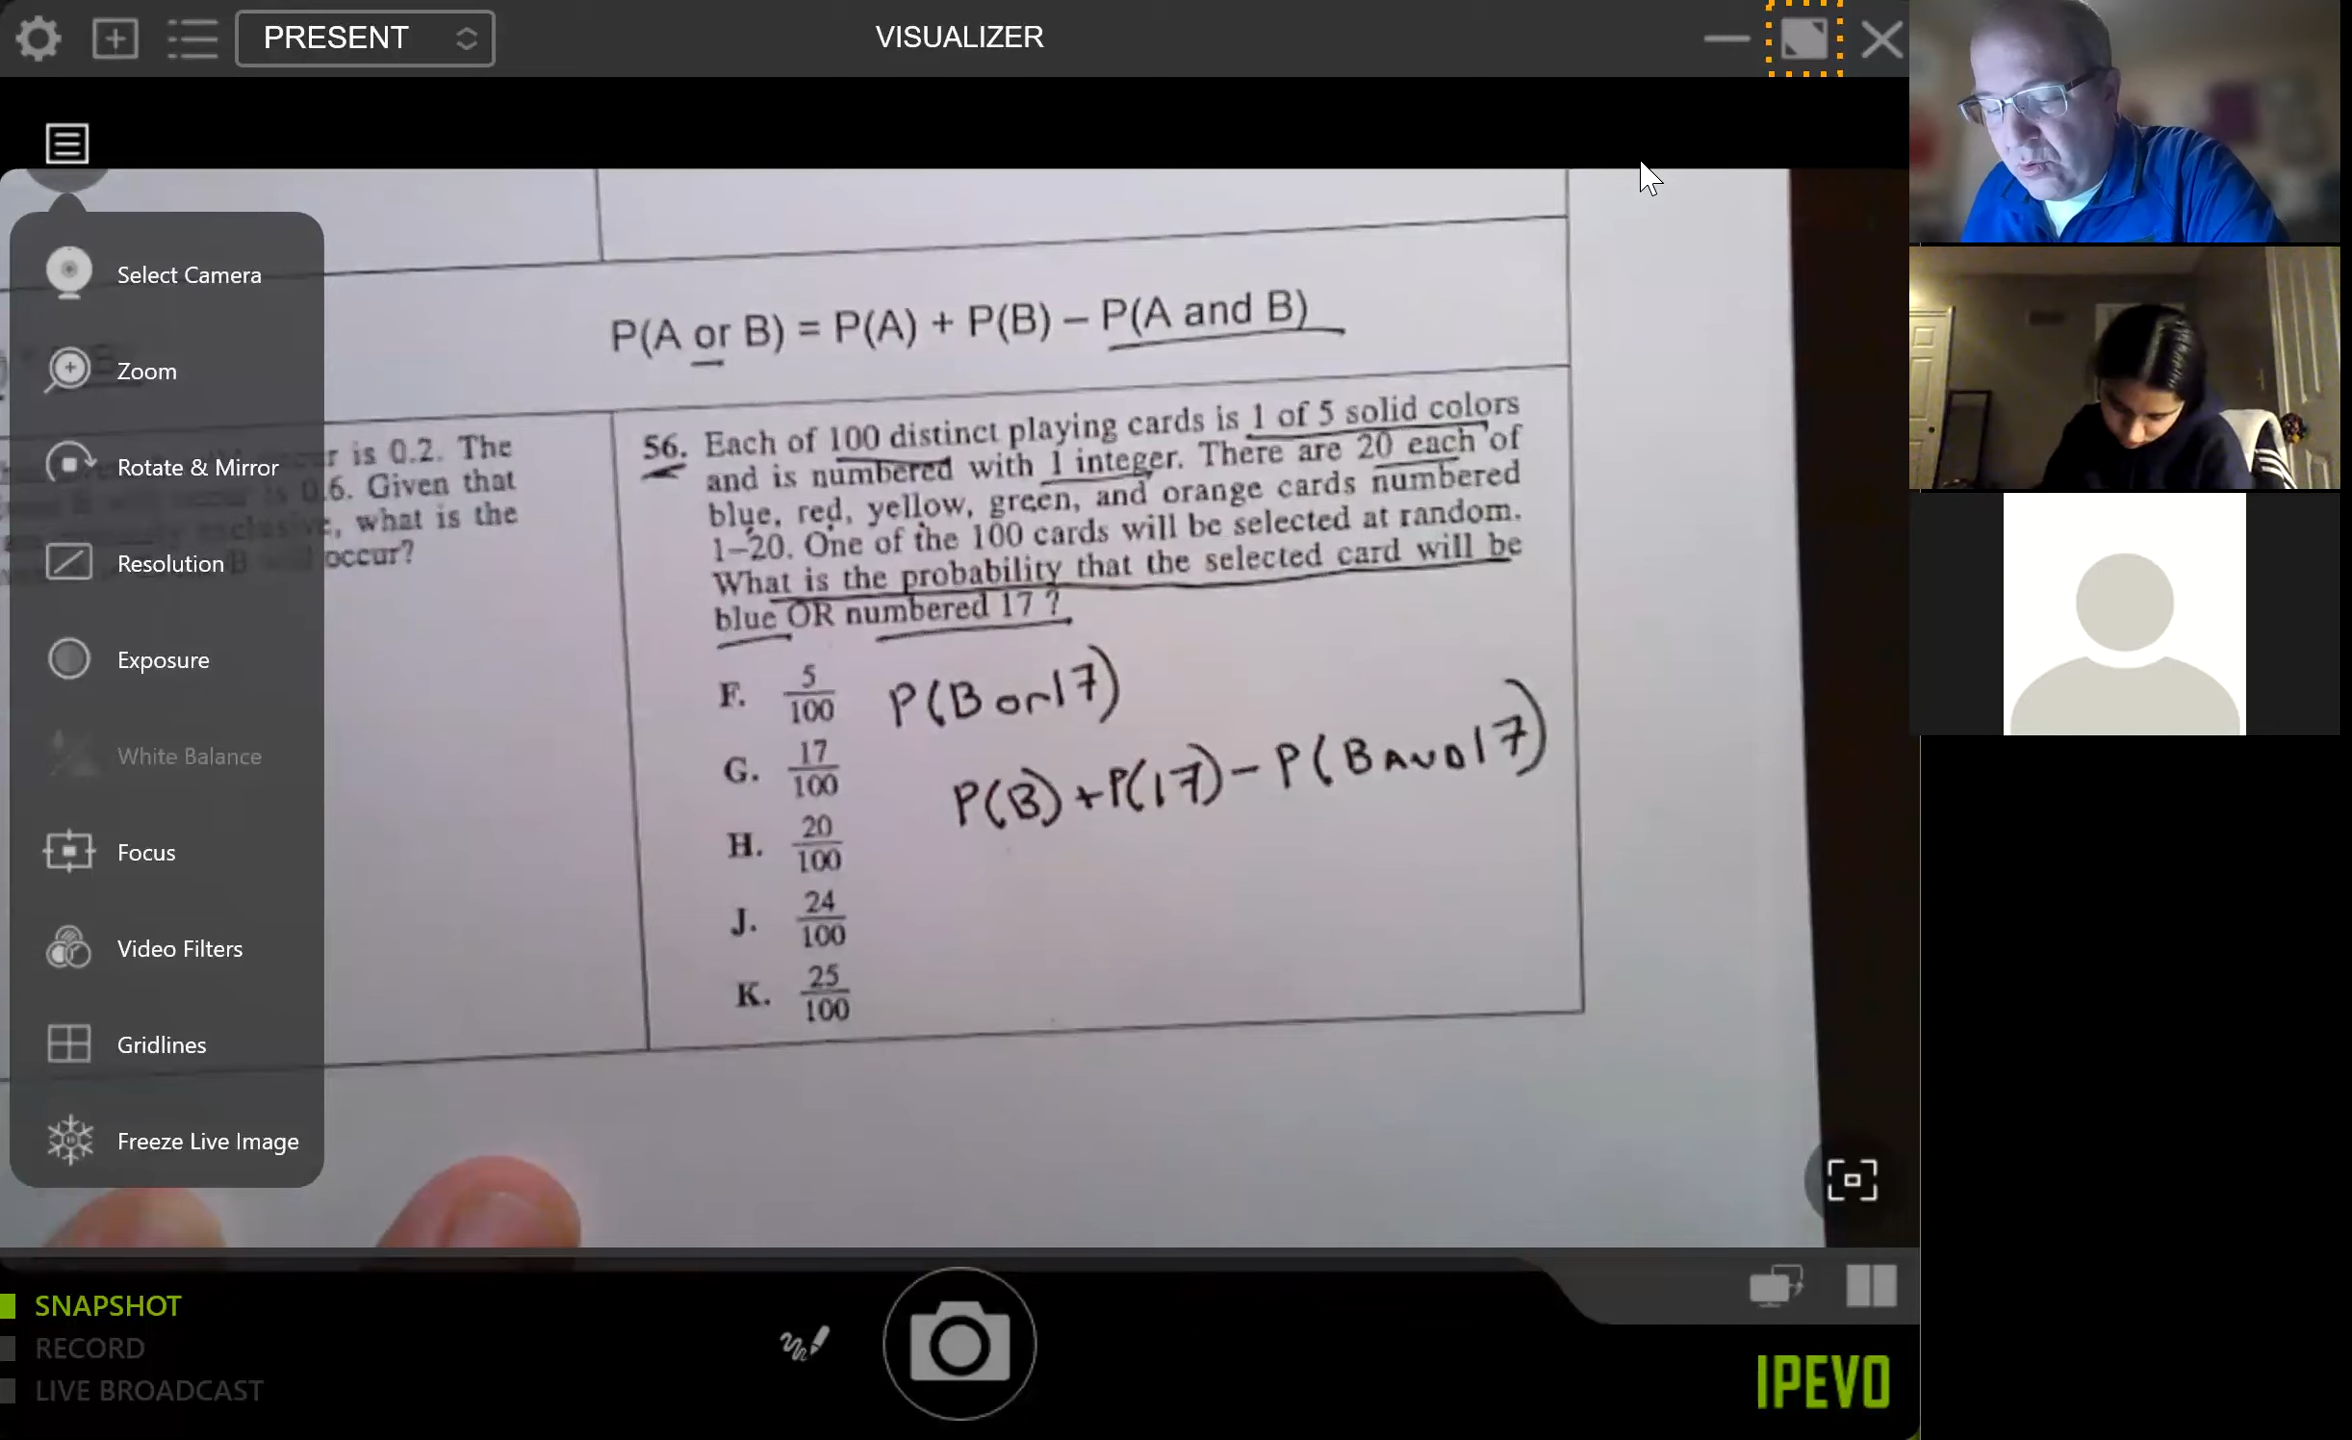 PRESENT
VISUALIZER
Select Camera
Zoom
Rotate & Mirror
Resolution
Exposure
White Balance
Focus
Video Filters
Gridlines
Freeze Live Image
P(A or B) = P(A) + P(B) – P(A and B)
is 0.2. The
0.6. Given that
exclusive, what is the
occur?
56. Each of 100 distinct playing cards is 1 of 5 solid colors
and is numbered with 1 integer. There are 20 each of
blue, red, yellow, green, and orange cards numbered
1–20. One of the 100 cards will be selected at random.
What is the probability that the selected card will be
blue OR numbered 17 ?
F. 5/100
P(B or 17)
G. 17/100
P(B) + P(17) - P(B AND 17)
H. 20/100
J. 24/100
K. 25/100
SNAPSHOT
RECORD
LIVE BROADCAST
IPEVO